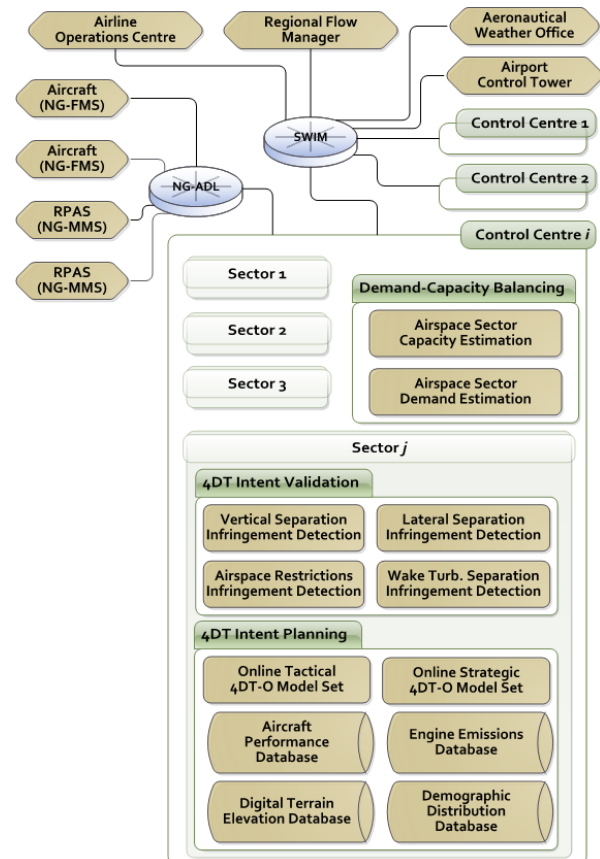 Airline
Operations Centre
Regional Flow
Manager
Aeronautical
Weather Office
Airport
Control Tower
Aircraft
(NG-FMS)
SWIM
Control Centre 1
Aircraft
(NG-FMS)
NG-ADL
Control Centre 2
RPAS
(NG-MMS)
Control Centre i
RPAS
(NG-MMS)
Sector 1
Sector 2
Sector 3
Demand-Capacity Balancing
Airspace Sector
Capacity Estimation
Airspace Sector
Demand Estimation
Sector j
4DT Intent Validation
Vertical Separation
Infringement Detection
Lateral Separation
Infringement Detection
Airspace Restrictions
Infringement Detection
Wake Turb. Separation
Infringement Detection
4DT Intent Planning
Online Tactical
4DT-O Model Set
Online Strategic
4DT-O Model Set
Aircraft
Performance
Database
Engine Emissions
Database
Digital Terrain
Elevation Database
Demographic
Distribution
Database